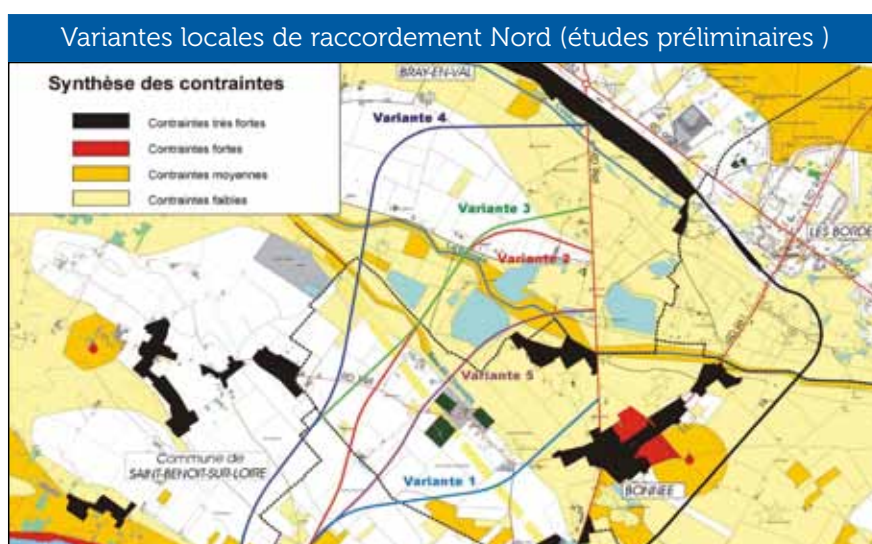 Variantes locales de raccordement Nord (études préliminaires )
Synthèse des contraintes
Contraintes très fortes
Contraintes fortes
Contraintes moyennes
Contraintes faibles
BRAY-EN-VAL
Variante 4
Variante 3
Variante 2
LES BORDES
Variante 5
Commune de
SAINT-BENOIT-SUR-LOIRE
Variante 1
BONNEE